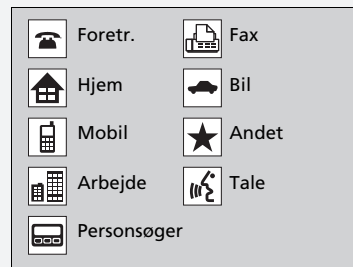 Foretr.
Fax
Hjem
Bil
Mobil
Andet
Arbejde
Tale
Personsøger